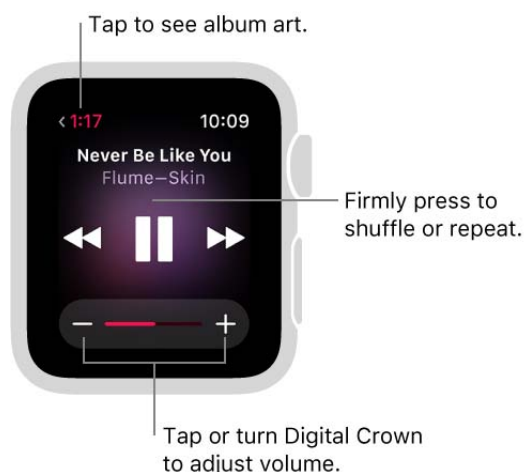 Tap to see album art.
< 1:17 10:09
Never Be Like You
Flume—Skin
Firmly press to
shuffle or repeat.
Tap or turn Digital Crown
to adjust volume.